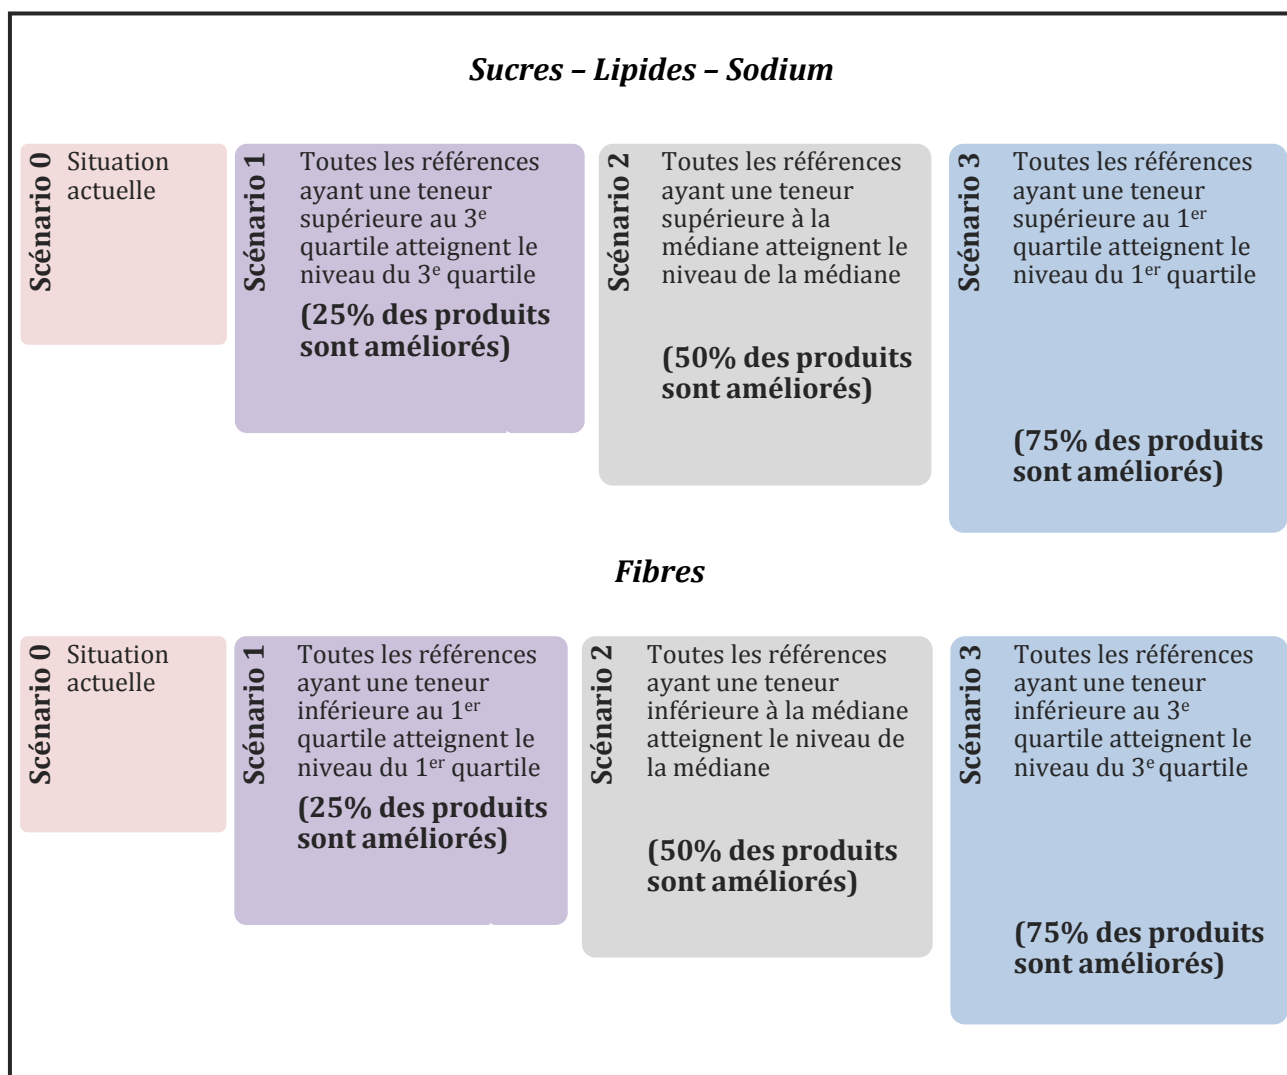 Sucres – Lipides – Sodium
Scénario 0
Situation
actuelle
Scénario 1
Toutes les références
ayant une teneur
supérieure au 3e
quartile atteignent le
niveau du 3e quartile
(25% des produits
sont améliorés)
Scénario 2
Toutes les références
ayant une teneur
supérieure à la
médiane atteignent le
niveau de la médiane
(50% des produits
sont améliorés)
Scénario 3
Toutes les références
ayant une teneur
supérieure au 1er
quartile atteignent le
niveau du 1er quartile
(75% des produits
sont améliorés)
Fibres
Scénario 0
Situation
actuelle
Scénario 1
Toutes les références
ayant une teneur
inférieure au 1er
quartile atteignent le
niveau du 1er quartile
(25% des produits
sont améliorés)
Scénario 2
Toutes les références
ayant une teneur
inférieure à la médiane
atteignent le niveau de
la médiane
(50% des produits
sont améliorés)
Scénario 3
Toutes les références
ayant une teneur
inférieure au 3e
quartile atteignent le
niveau du 3e quartile
(75% des produits
sont améliorés)